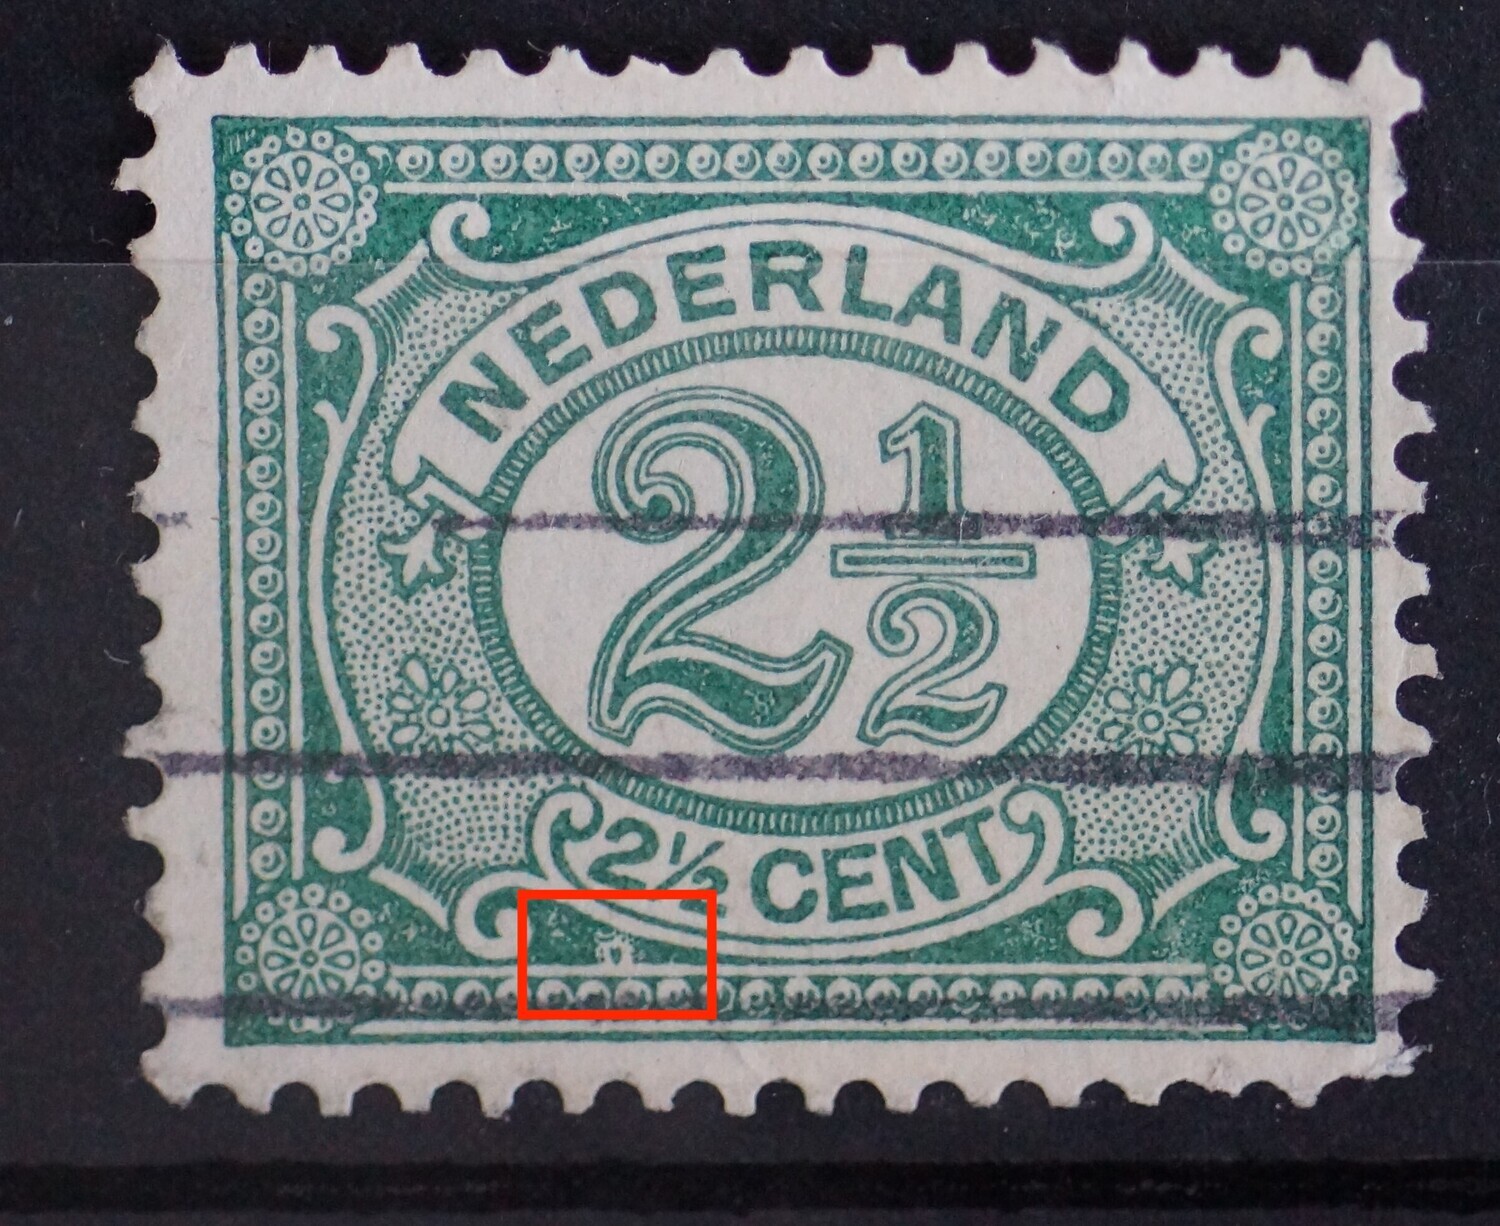 NEDERLAND
2 1/2
2½ CENT